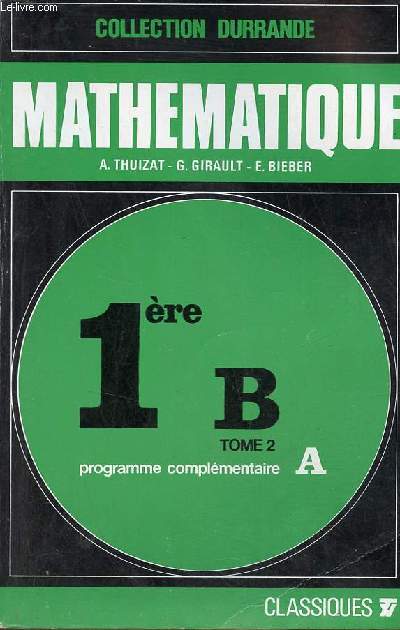 Le-livre.com
COLLECTION DURRANDE
MATHEMATIQUE
A. THUIZAT - G. GIRAULT - E. BIEBER
1ère
B
TOME 2
programme complémentaire A
CLASSIQUES